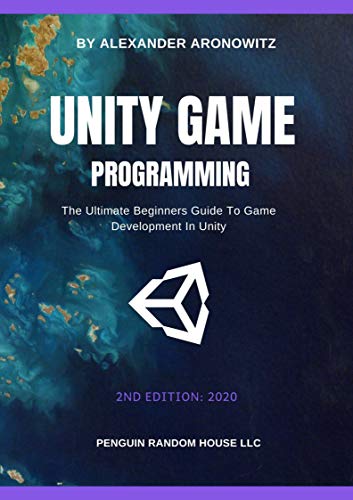 BY ALEXANDER ARONOWITZ
UNITY GAME
PROGRAMMING
The Ultimate Beginners Guide To Game
Development In Unity
2ND EDITION: 2020
PENGUIN RANDOM HOUSE LLC